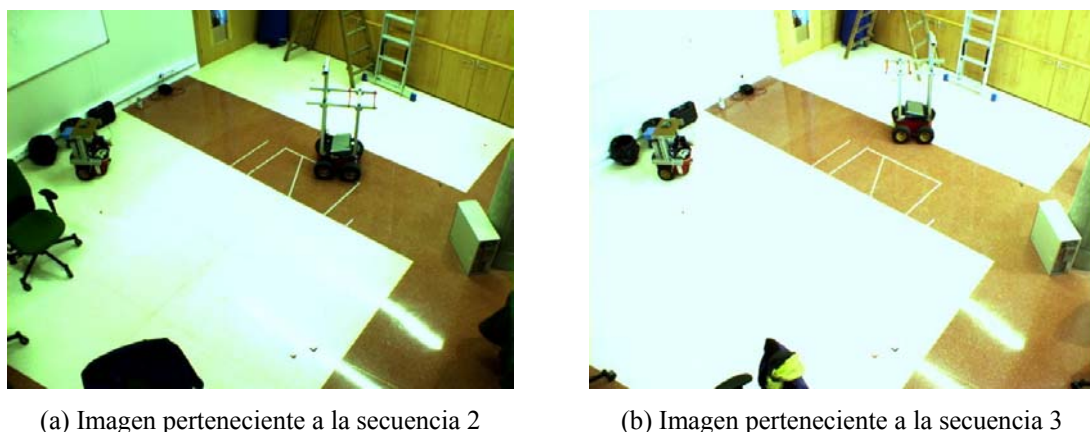 (a) Imagen perteneciente a la secuencia 2
(b) Imagen perteneciente a la secuencia 3